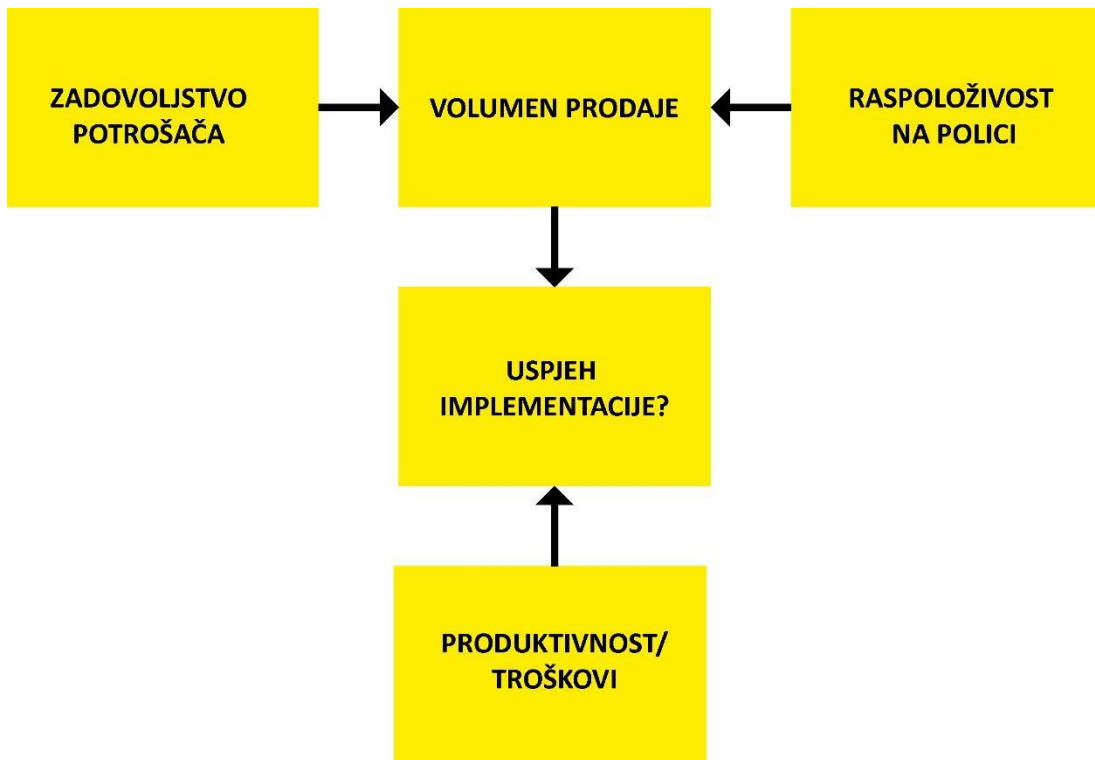 ZADOVOLJSTVO
POTROŠAČA
VOLUMEN PRODAJE
RASPOLOŽIVOST
NA POLICI
USPJEH
IMPLEMENTACIJE?
PRODUKTIVNOST/
TROŠKOVI